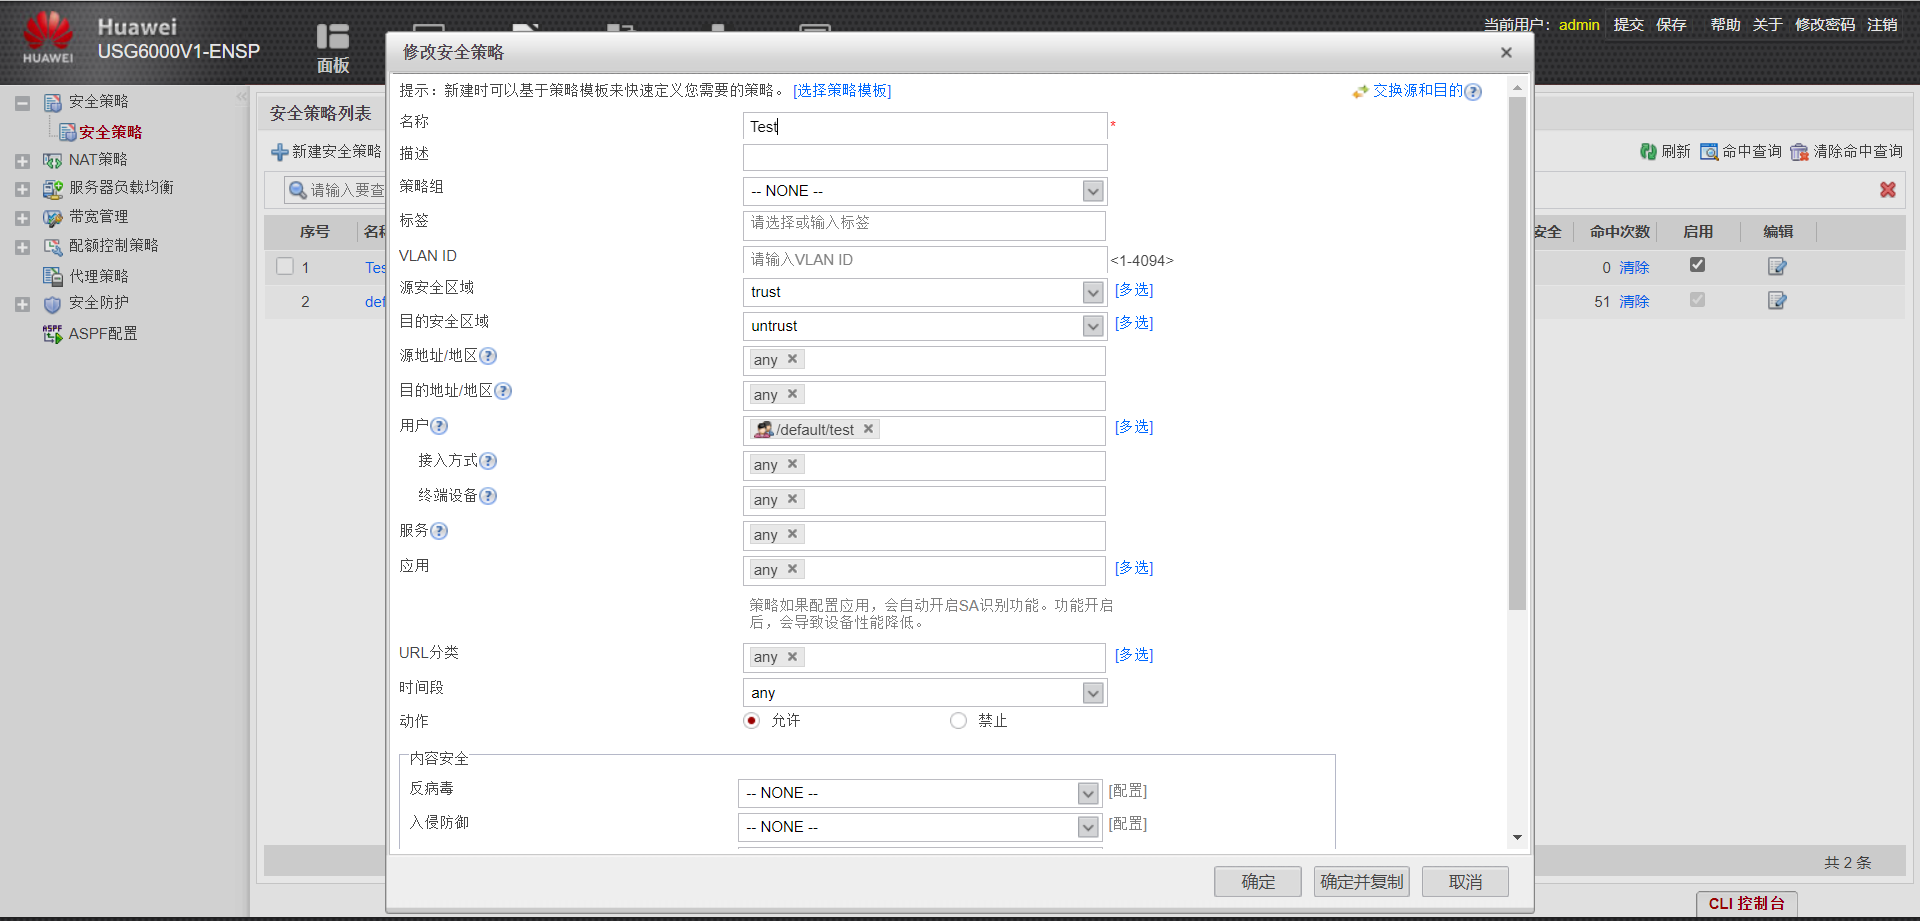 HUAWEI
Huawei
USG6000V1-ENSP
面板
当前用户: admin 提交 保存 帮助 关于 修改密码 注销
安全策略
安全策略
NAT策略
服务器负载均衡
带宽管理
配额控制策略
代理策略
安全防护
ASPF配置
安全策略列表
新建安全策略
请输入要查
序号 名称
1 Tes
2 def
修改安全策略
提示：新建时可以基于策略模板来快速定义您需要的策略。 [选择策略模板]
交换源和目的
名称 Test *
描述
策略组 -- NONE --
标签 请选择或输入标签
VLAN ID 请输入VLAN ID <1-4094>
源安全区域 trust [多选]
目的安全区域 untrust [多选]
源地址/地区 any
目的地址/地区 any
用户 /default/test [多选]
接入方式 any
终端设备 any
服务 any
应用 any [多选]
策略如果配置应用，会自动开启SA识别功能。功能开启
后，会导致设备性能降低。
URL分类 any [多选]
时间段 any
动作 允许 禁止
内容安全
反病毒 -- NONE -- [配置]
入侵防御 -- NONE -- [配置]
确定 确定并复制 取消
刷新 命中查询 清除命中查询
安全 命中次数 启用 编辑
0 清除
51 清除
共 2 条
CLI 控制台